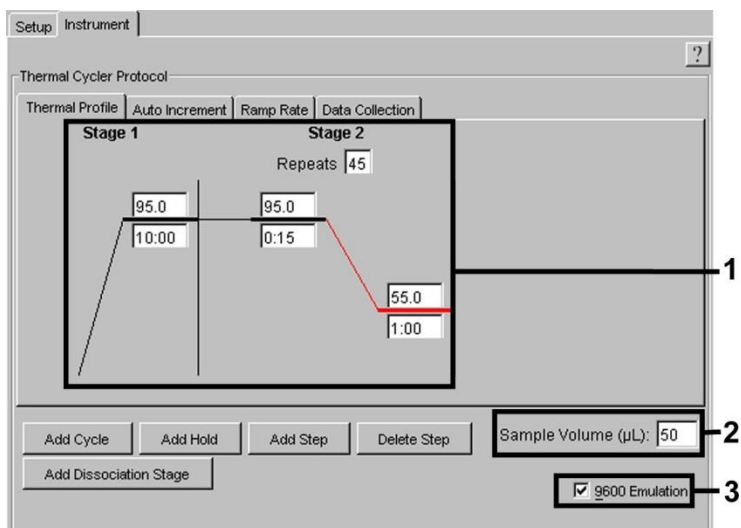 Setup Instrument
?
Thermal Cycler Protocol
Thermal Profile Auto Increment Ramp Rate Data Collection
Stage 1 Stage 2
Repeats 45
95.0 95.0
10:00 0:15
55.0
1:00
1
Add Cycle Add Hold Add Step Delete Step Sample Volume (µL): 50 2
Add Dissociation Stage
9600 Emulation 3